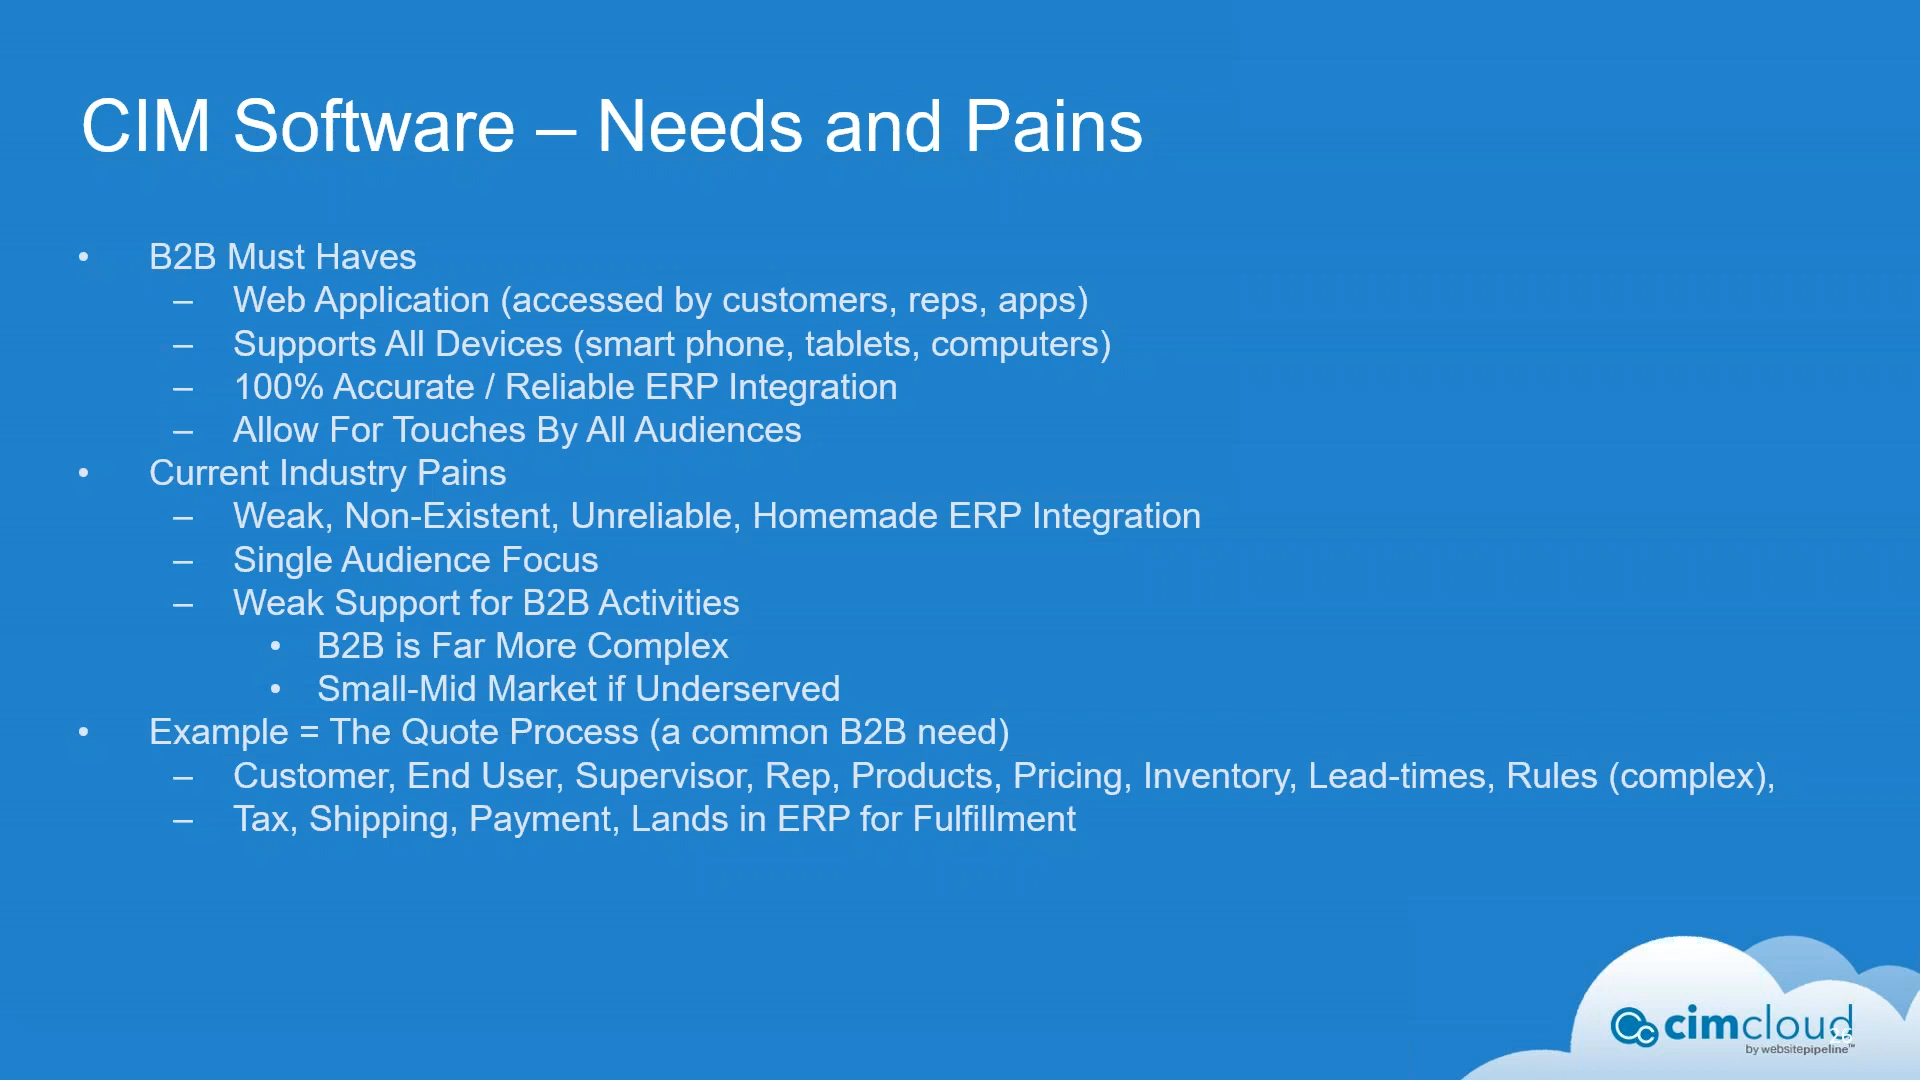 CIM Software – Needs and Pains
• B2B Must Haves
– Web Application (accessed by customers, reps, apps)
– Supports All Devices (smart phone, tablets, computers)
– 100% Accurate / Reliable ERP Integration
– Allow For Touches By All Audiences
• Current Industry Pains
– Weak, Non-Existent, Unreliable, Homemade ERP Integration
– Single Audience Focus
– Weak Support for B2B Activities
• B2B is Far More Complex
• Small-Mid Market if Underserved
• Example = The Quote Process (a common B2B need)
– Customer, End User, Supervisor, Rep, Products, Pricing, Inventory, Lead-times, Rules (complex),
– Tax, Shipping, Payment, Lands in ERP for Fulfillment
cimcloud
26
by websitepipeline™